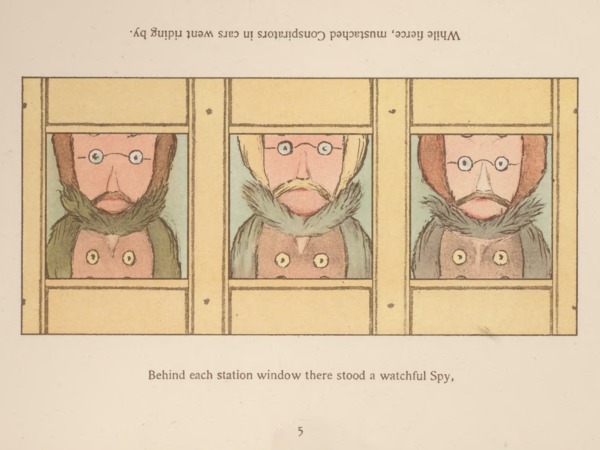 While fierce, mustached Conspirators in cars went riding by.
Behind each station window there stood a watchful Spy,
5